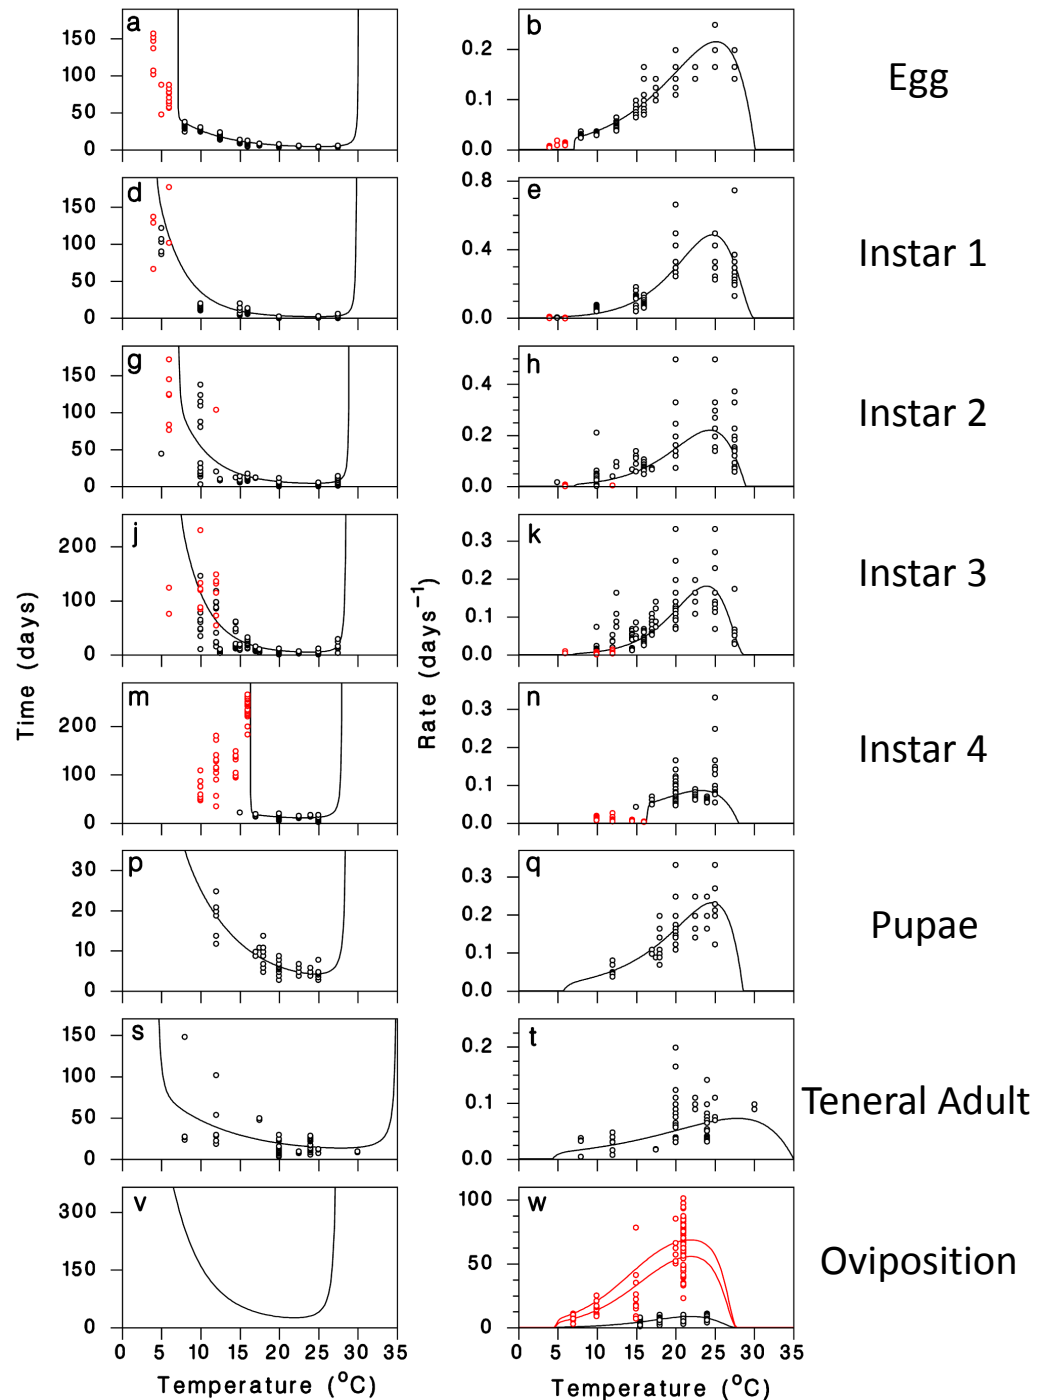 a
150
100
50
0
b
0.2
0.1
0.0
Egg
d
150
100
50
0
e
0.8
0.4
0.0
Instar 1
g
150
100
50
0
h
0.4
0.2
0.0
Instar 2
j
200
100
0
k
0.3
0.2
0.1
0.0
Instar 3
Time (days)
Rate (days⁻¹)
m
200
100
0
n
0.3
0.2
0.1
0.0
Instar 4
p
30
20
10
0
q
0.3
0.2
0.1
0.0
Pupae
s
150
100
50
0
t
0.2
0.1
0.0
Teneral Adult
v
300
150
0
w
100
50
0
Oviposition
0 5 10 15 20 25 30 35
0 5 10 15 20 25 30 35
Temperature (°C)
Temperature (°C)